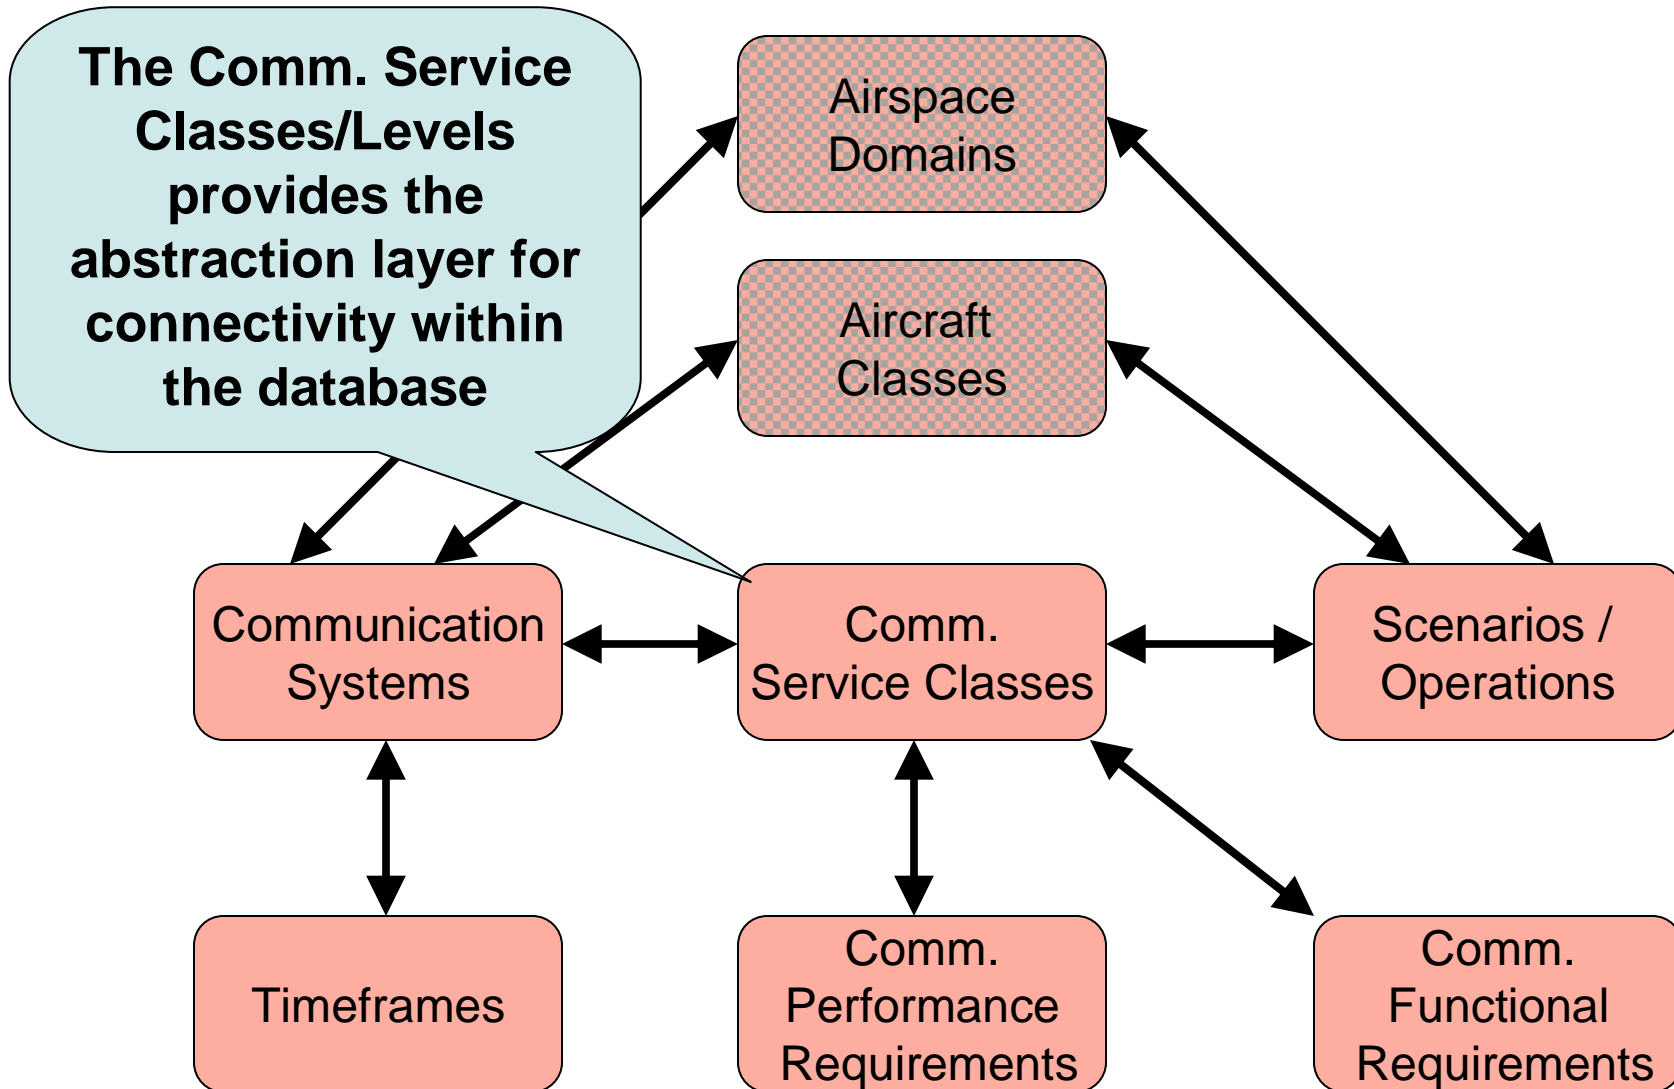 The Comm. Service
Classes/Levels
provides the
abstraction layer for
connectivity within
the database
Airspace
Domains
Aircraft
Classes
Communication
Systems
Comm.
Service Classes
Scenarios /
Operations
Timeframes
Comm.
Performance
Requirements
Comm.
Functional
Requirements